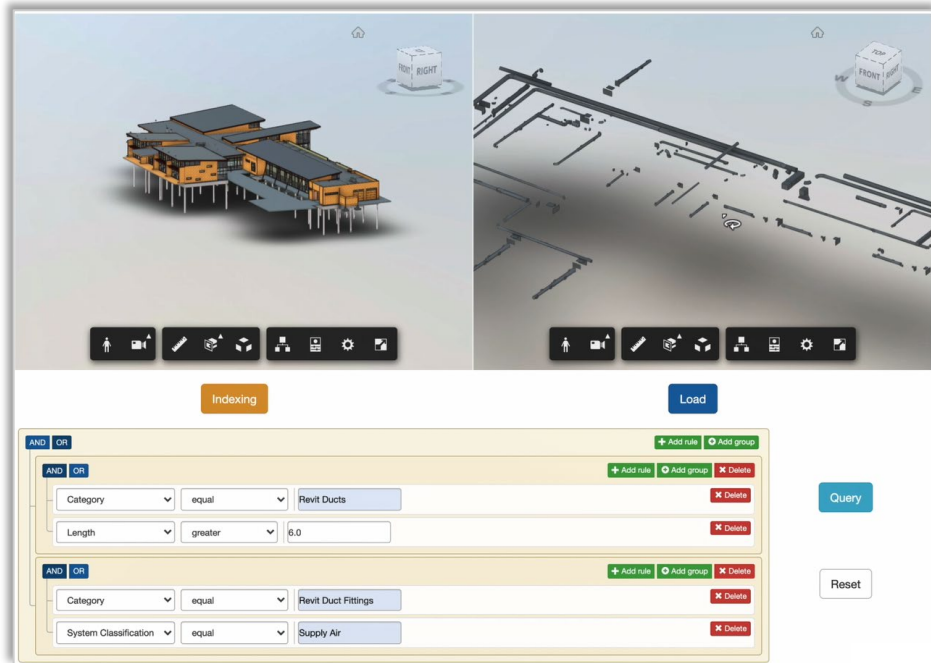 FRONT RIGHT
TOP
FRONT RIGHT
W S E
Indexing
Load
AND OR
Add rule Add group
AND OR
Add rule Add group Delete
Category equal Revit Ducts Delete
Length greater 6.0 Delete
Query
AND OR
Add rule Add group Delete
Category equal Revit Duct Fittings Delete
Reset
System Classification equal Supply Air Delete